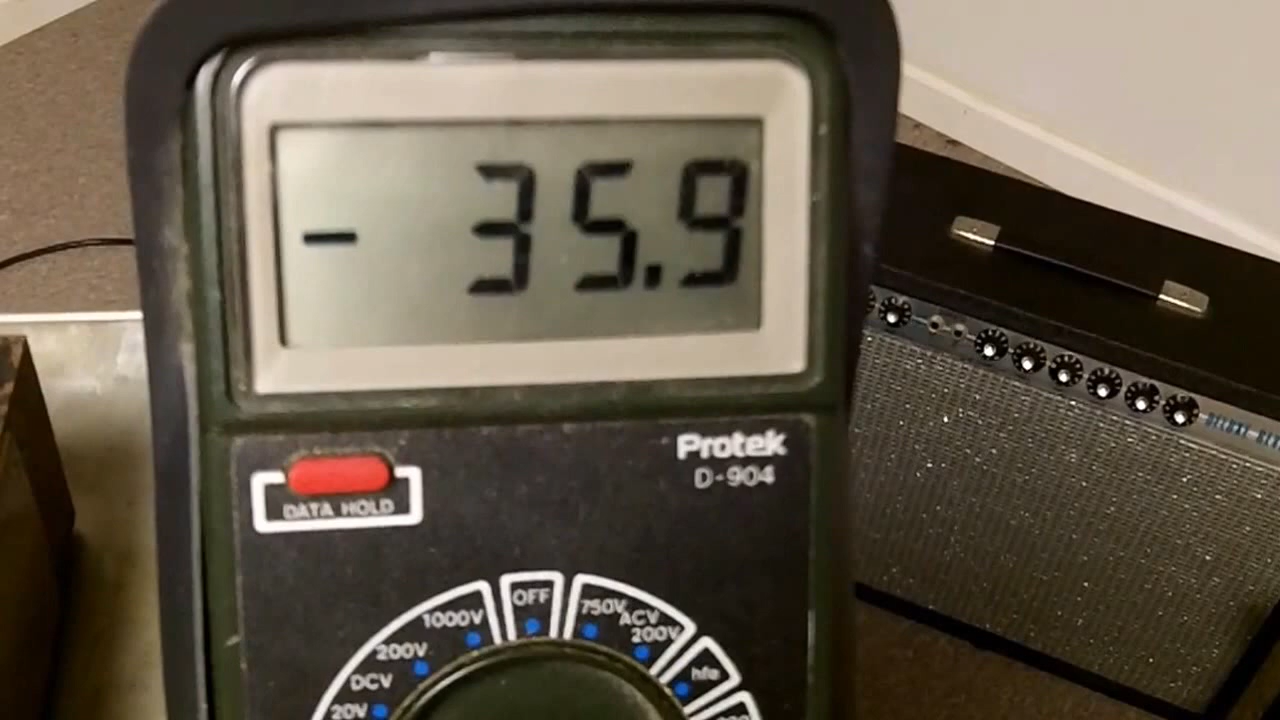 - 35.9
Protek
D-904
DATA HOLD
OFF
1000V
750V
ACV
200V
200V
DCV
hfe
20V